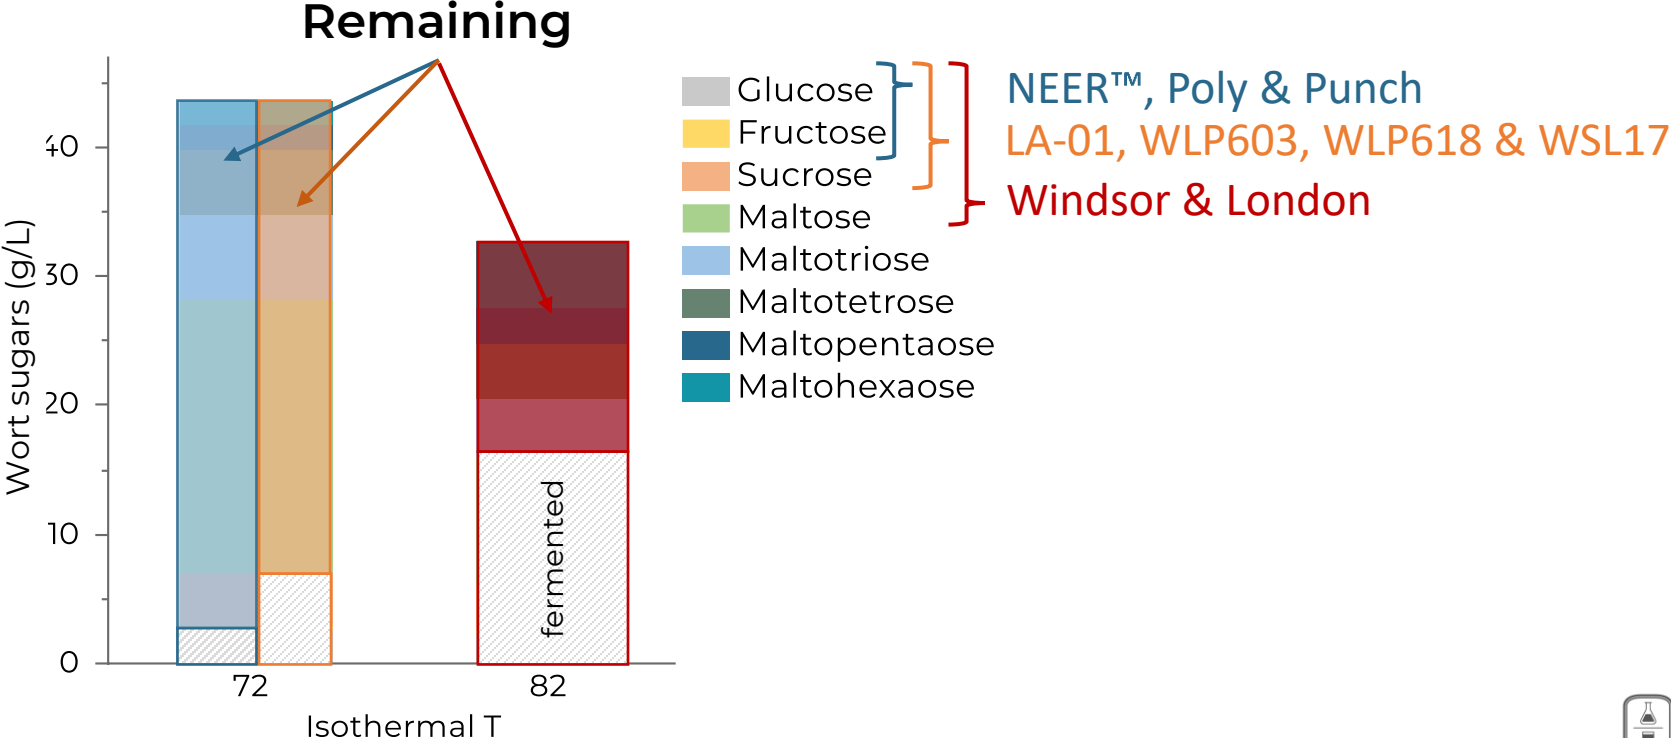 Remaining
Wort sugars (g/L)
40
30
20
10
0
fermented
72
82
Isothermal T
Glucose
Fructose
Sucrose
Maltose
Maltotriose
Maltotetrose
Maltopentaose
Maltohexaose
NEER™, Poly & Punch
LA-01, WLP603, WLP618 & WSL17
Windsor & London